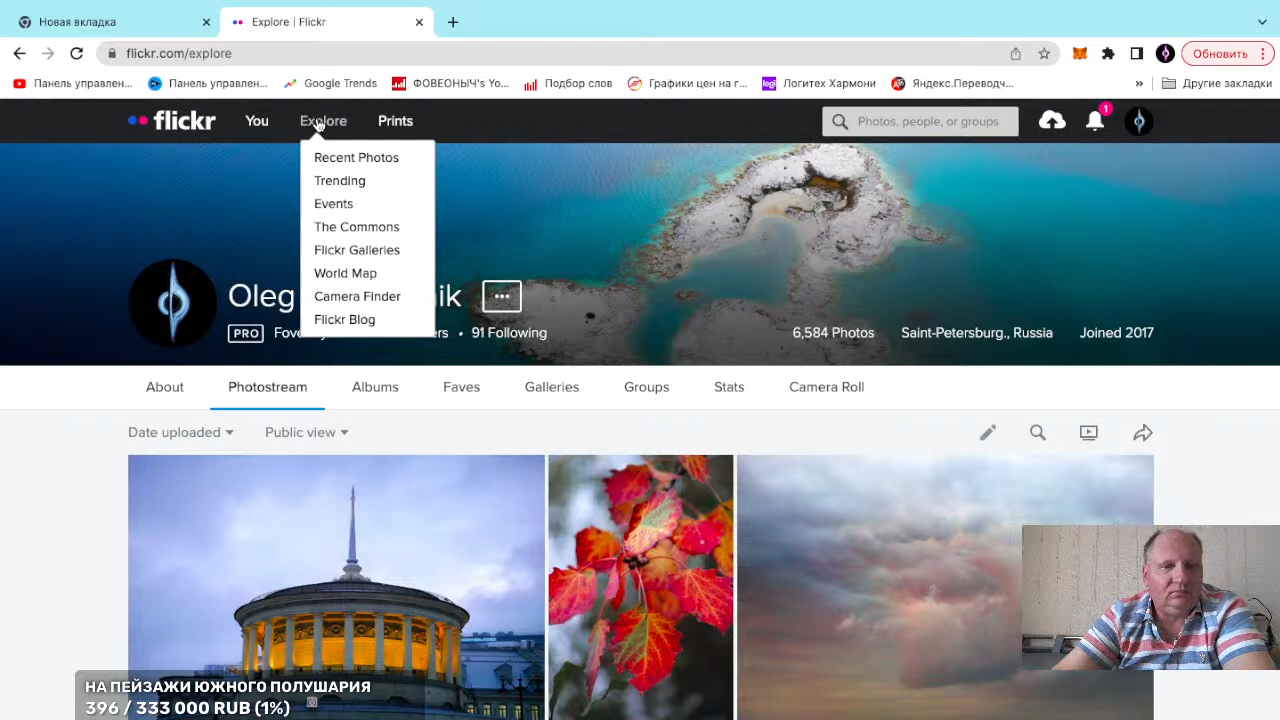 Новая вкладка
Explore | Flickr
flickr.com/explore
Обновить
Панель управлен...
Панель управлен...
Google Trends
ФОВЕОНЫЧ's Yo...
Подбор слов
Графики цен на г...
logi
Логитех Хармони
Яндекс.Переводч...
»
Другие закладки
flickr
You
Explore
Prints
Photos, people, or groups
1
Recent Photos
Trending
Events
The Commons
Flickr Galleries
World Map
Camera Finder
Flickr Blog
Oleg
ik
PRO
Fove
ers
• 91 Following
6,584 Photos
Saint-Petersburg., Russia
Joined 2017
About
Photostream
Albums
Faves
Galleries
Groups
Stats
Camera Roll
Date uploaded
Public view
НА ПЕЙЗАЖИ ЮЖНОГО ПОЛУШАРИЯ
396 / 333 000 RUB (1%)